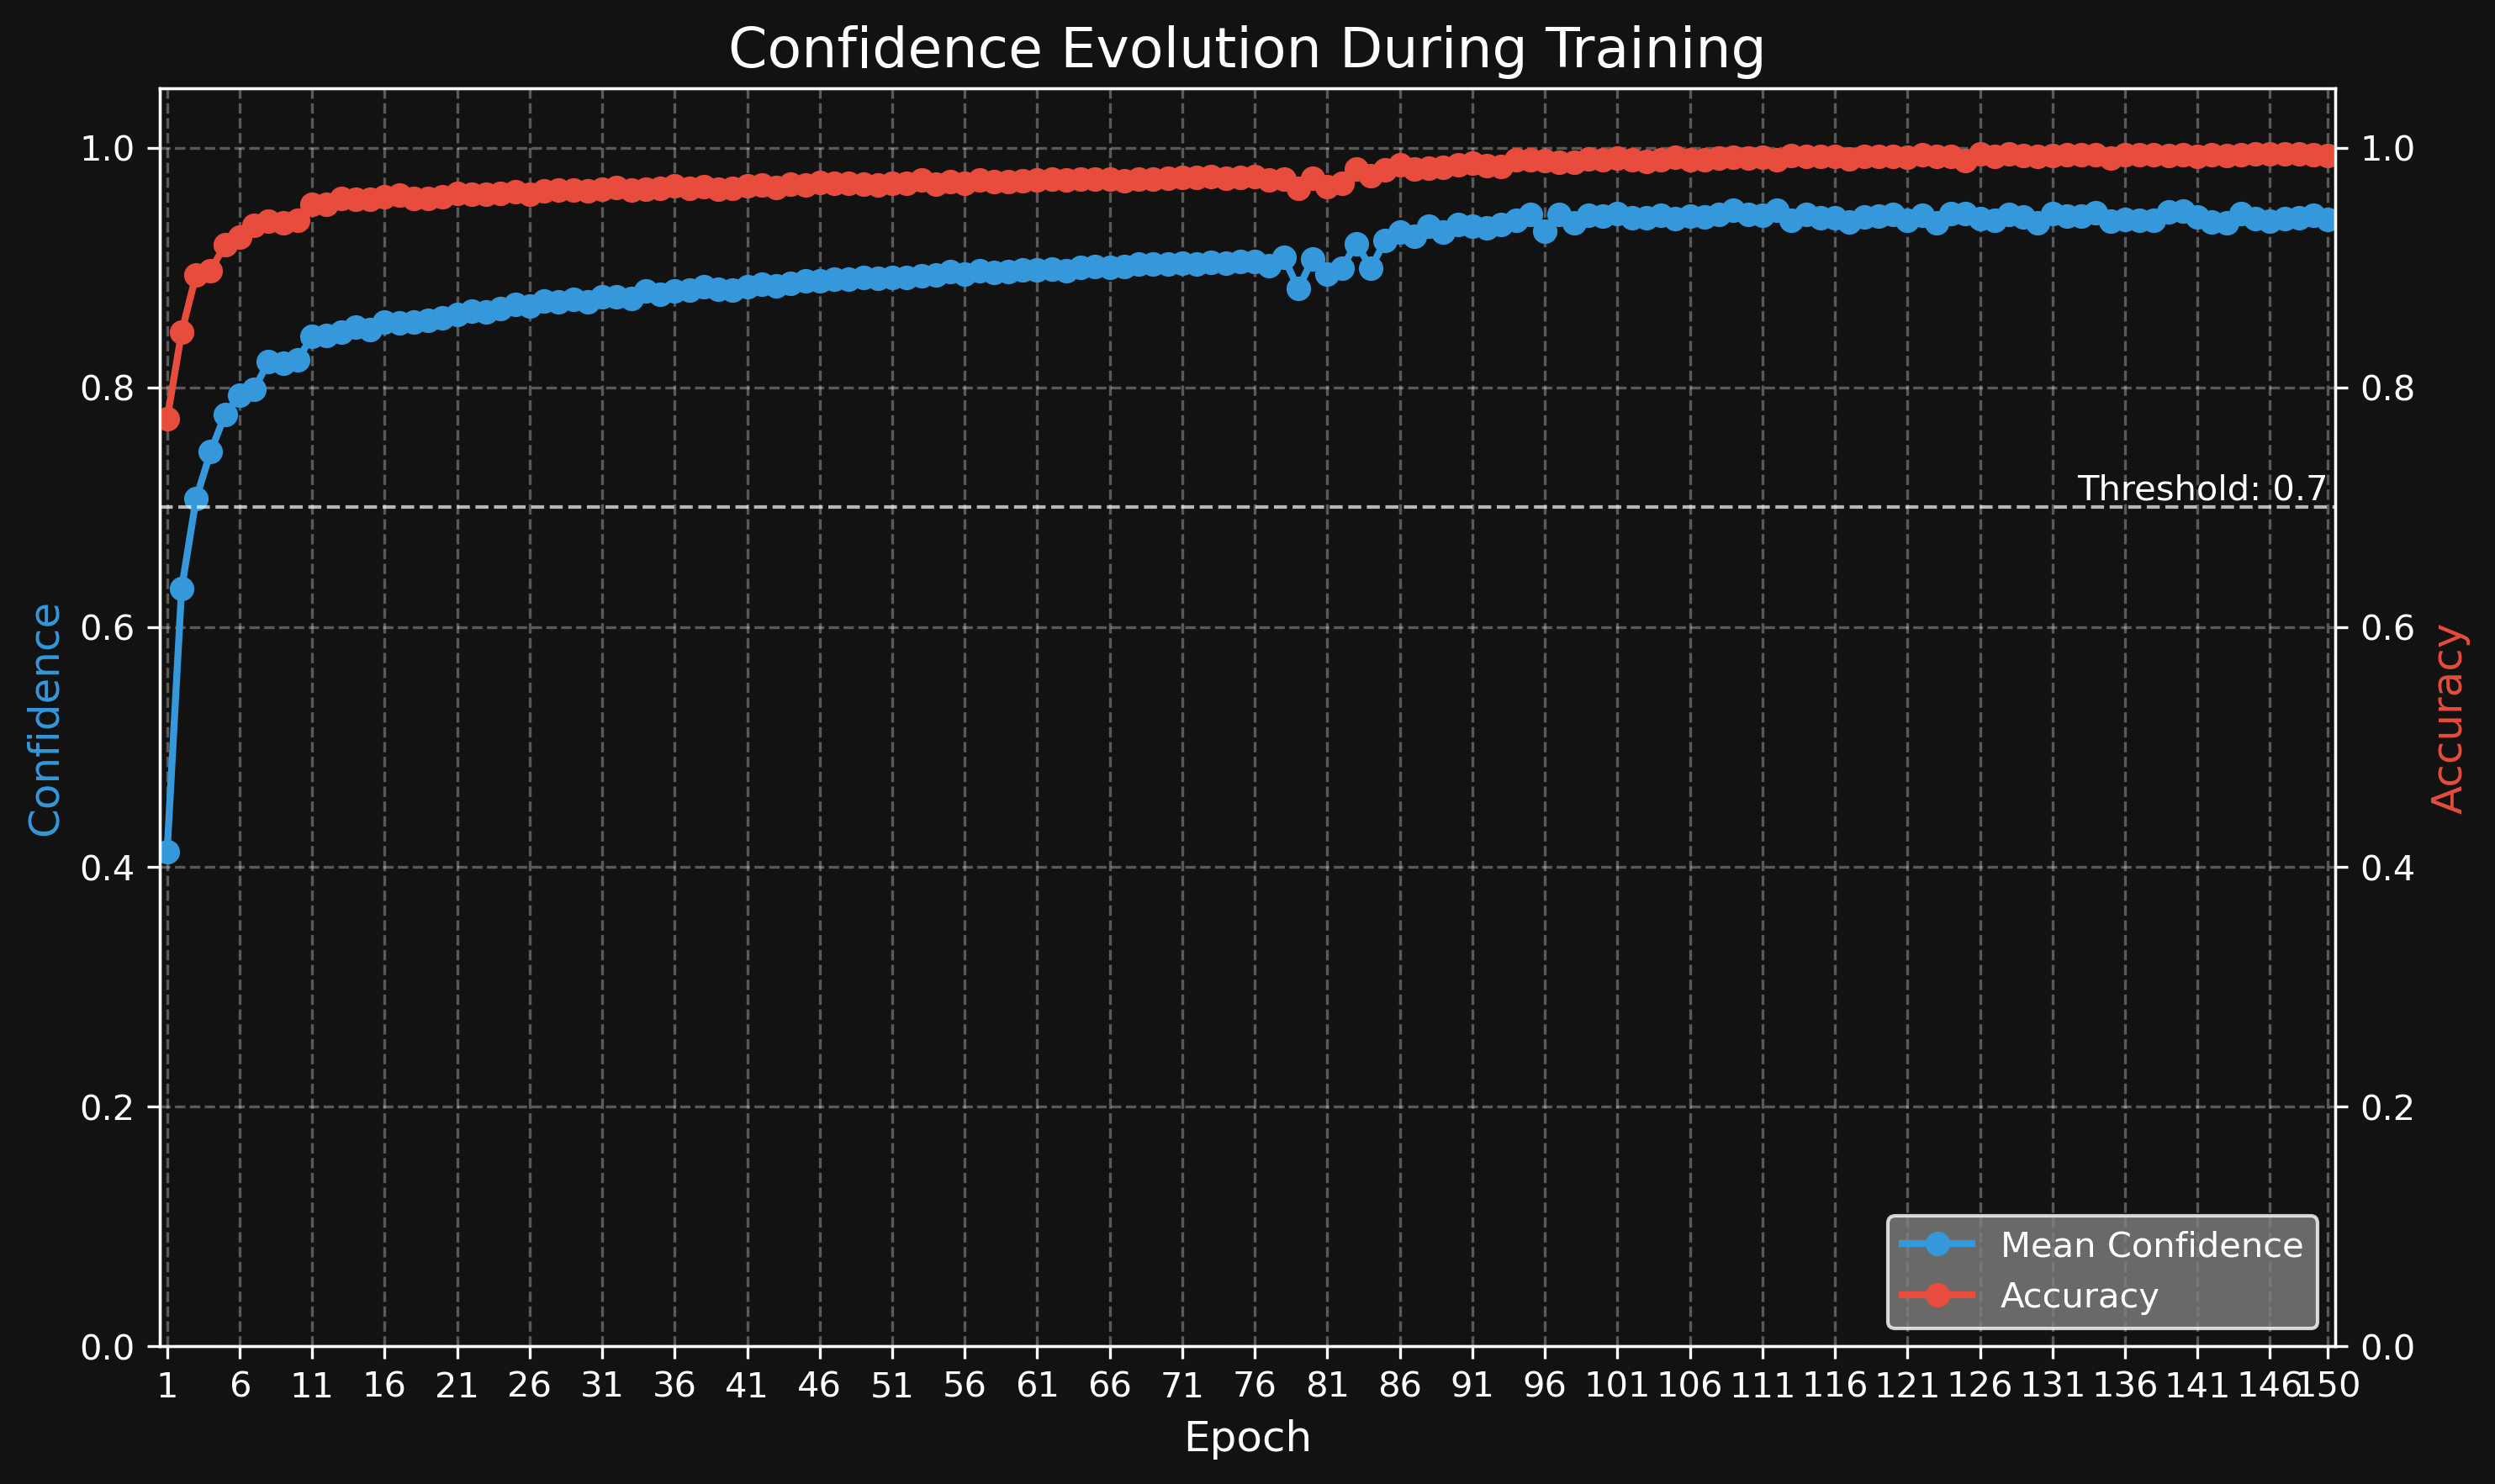 Confidence Evolution During Training
1.0
0.8
0.6
0.4
0.2
0.0
Confidence
1.0
0.8
0.6
0.4
0.2
0.0
Accuracy
Threshold: 0.7
Mean Confidence
Accuracy
1 6 11 16 21 26 31 36 41 46 51 56 61 66 71 76 81 86 91 96 101 106 111 116 121 126 131 136 141 146 150
Epoch